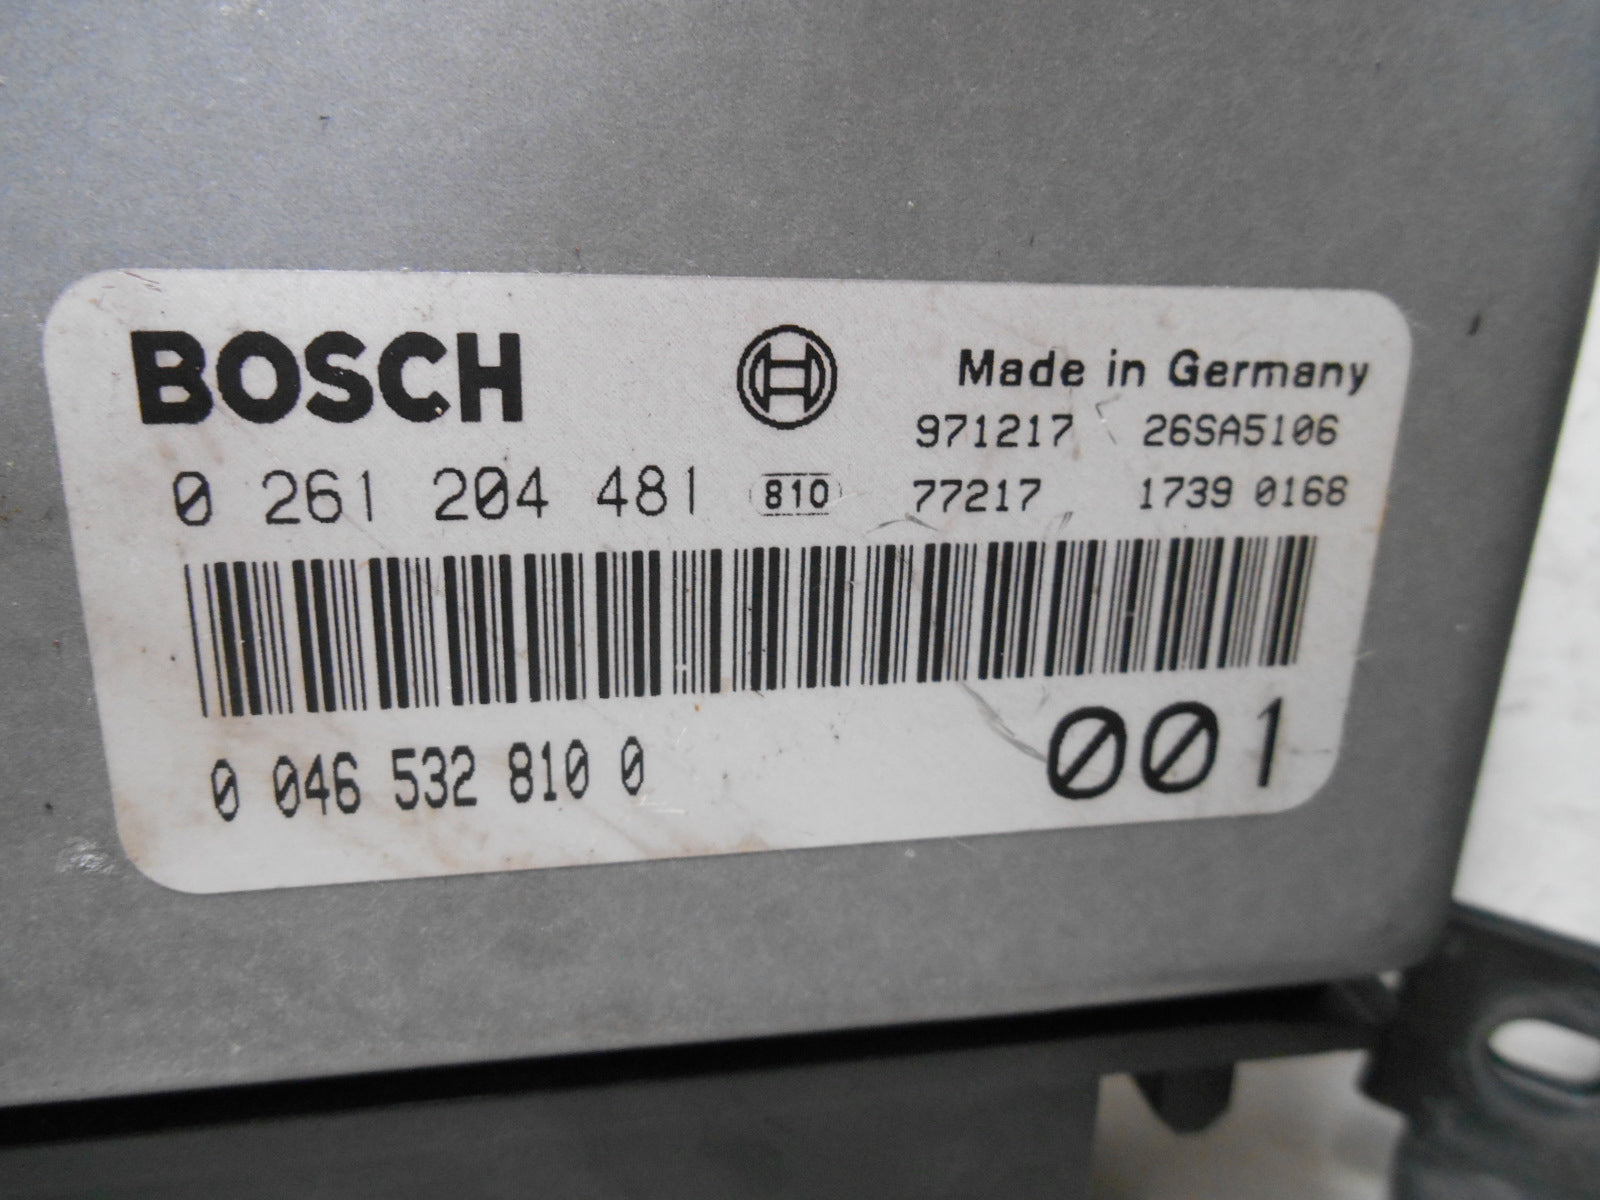 BOSCH
Made in Germany
971217 26SA5106
0 261 204 481 810 77217 1739 0168
0 046 532 810 0
001